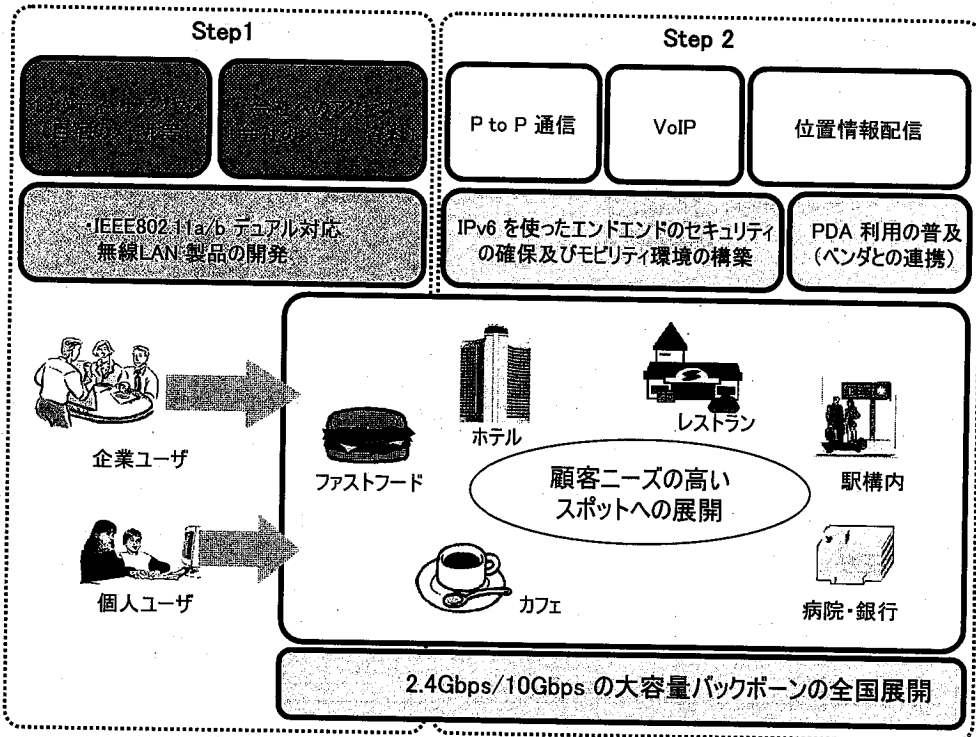 Step1
Step 2
P to P 通信
VoIP
位置情報配信
・IEEE802.11a/b デュアル対応
無線LAN 製品の開発
IPv6 を使ったエンドエンドのセキュリティ
の確保及びモビリティ環境の構築
PDA 利用の普及
(ベンダとの連携)
企業ユーザ
個人ユーザ
ファストフード
ホテル
レストラン
駅構内
顧客ニーズの高い
スポットへの展開
カフェ
病院・銀行
2.4Gbps/10Gbps の大容量バックボーンの全国展開